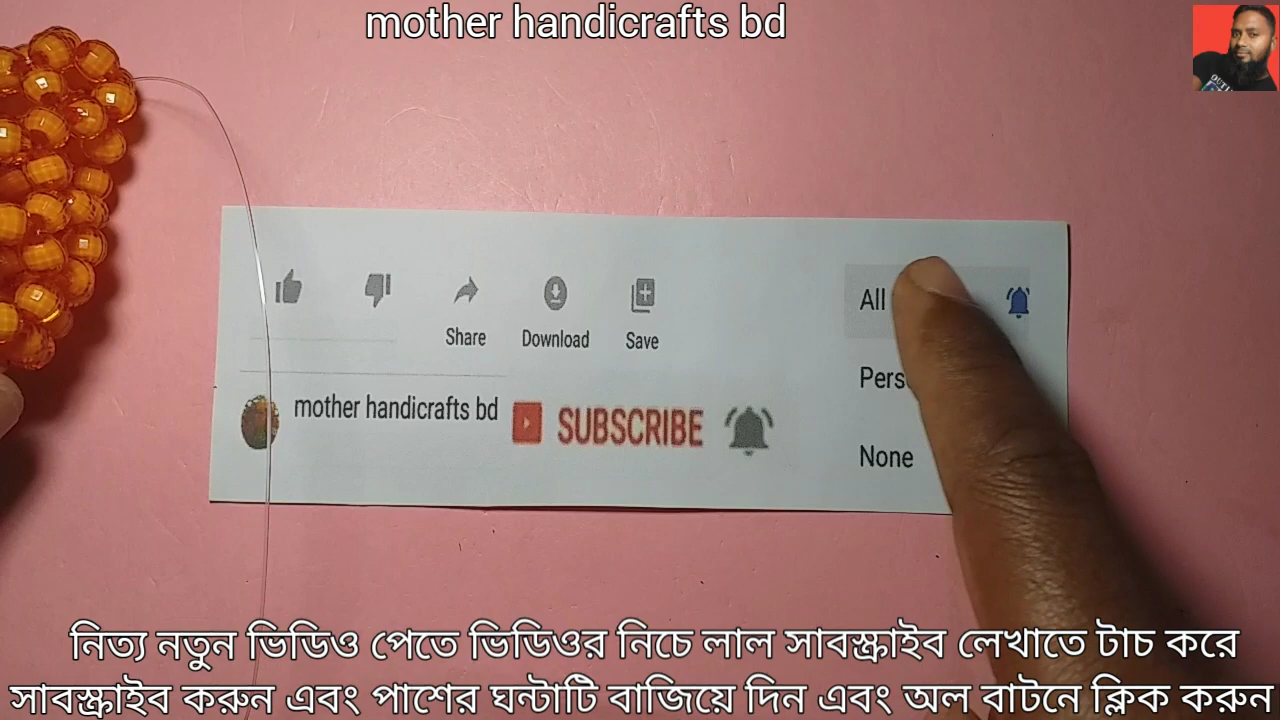 mother handicrafts bd
Share
Download
Save
All
Pers
mother handicrafts bd
SUBSCRIBE
None
নিত্য নতুন ভিডিও পেতে ভিডিওর নিচে লাল সাবস্ক্রাইব লেখাতে টাচ করে
সাবস্ক্রাইব করুন এবং পাশের ঘন্টাটি বাজিয়ে দিন এবং অল বাটনে ক্লিক করুন